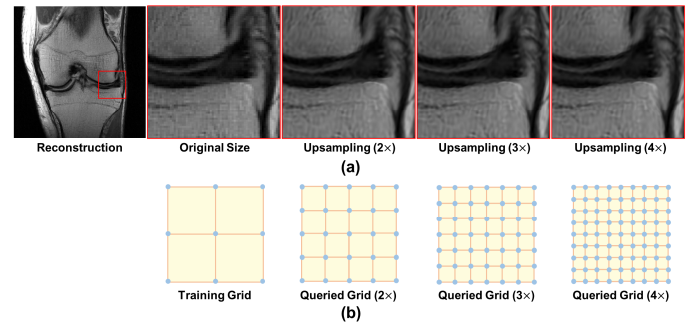 Reconstruction Original Size Upsampling (2×) Upsampling (3×) Upsampling (4×)
(a)
Training Grid Queried Grid (2×) Queried Grid (3×) Queried Grid (4×)
(b)